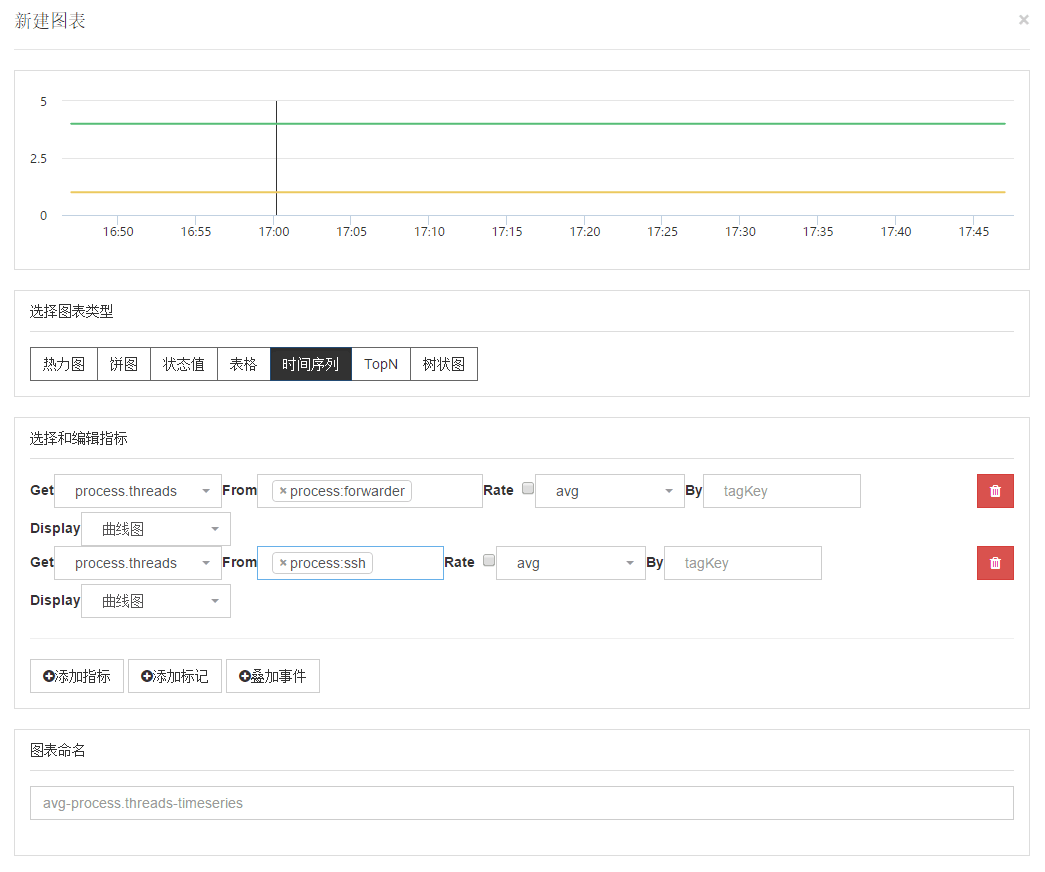 新建图表 ×
5
2.5
0
16:50 16:55 17:00 17:05 17:10 17:15 17:20 17:25 17:30 17:35 17:40 17:45
选择图表类型
热力图 饼图 状态值 表格 时间序列 TopN 树状图
选择和编辑指标
Get process.threads From × process:forwarder Rate avg By tagKey
Display 曲线图
Get process.threads From × process:ssh Rate avg By tagKey
Display 曲线图
添加指标 添加标记 叠加事件
图表命名
avg-process.threads-timeseries